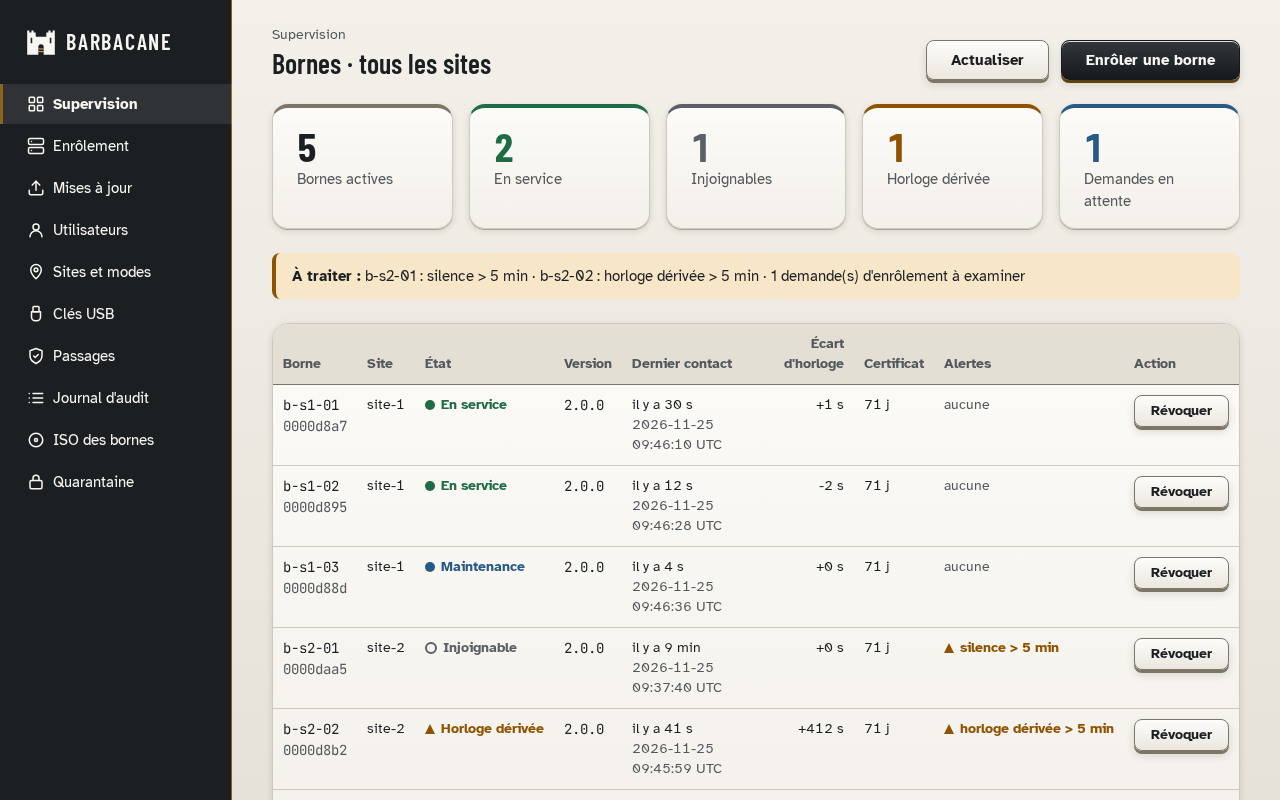 BARBACANE
Supervision
Enrôlement
Mises à jour
Utilisateurs
Sites et modes
Clés USB
Passages
Journal d'audit
ISO des bornes
Quarantaine
Supervision
Bornes · tous les sites
Actualiser
Enrôler une borne
5
Bornes actives
2
En service
1
Injoignables
1
Horloge dérivée
1
Demandes en
attente
À traiter : b-s2-01 : silence > 5 min · b-s2-02 : horloge dérivée > 5 min · 1 demande(s) d'enrôlement à examiner
Borne Site État Version Dernier contact Écart
d'horloge Certificat Alertes Action
b-s1-01 site-1 En service 2.0.0 il y a 30 s +1 s 71 j aucune Révoquer
0000d8a7 2026-11-25
09:46:10 UTC
b-s1-02 site-1 En service 2.0.0 il y a 12 s -2 s 71 j aucune Révoquer
0000d895 2026-11-25
09:46:28 UTC
b-s1-03 site-1 Maintenance 2.0.0 il y a 4 s +0 s 71 j aucune Révoquer
0000d88d 2026-11-25
09:46:36 UTC
b-s2-01 site-2 Injoignable 2.0.0 il y a 9 min +0 s 71 j silence > 5 min Révoquer
0000daa5 2026-11-25
09:37:40 UTC
b-s2-02 site-2 Horloge dérivée 2.0.0 il y a 41 s +412 s 71 j horloge dérivée > 5 min Révoquer
0000d8b2 2026-11-25
09:45:59 UTC